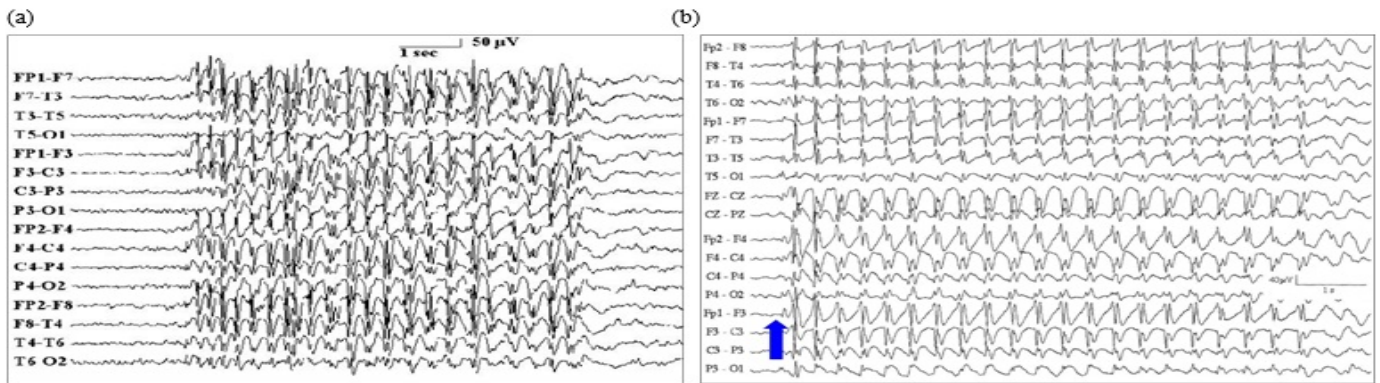 (a)
50 µV
1 sec
FP1-F7
F7-T3
T3-T5
T5-O1
FP1-F3
F3-C3
C3-P3
P3-O1
FP2-F4
F4-C4
C4-P4
P4-O2
FP2-F8
F8-T4
T4-T6
T6-O2
(b)
Fp2 - F8
F8 - T4
T4 - T6
T6 - O2
Fp1 - F7
F7 - T3
T3 - T5
T5 - O1
FZ - CZ
CZ - PZ
Fp2 - F4
F4 - C4
C4 - P4
P4 - O2
Fp1 - F3
F3 - C3
C3 - P3
P3 - O1
1 s